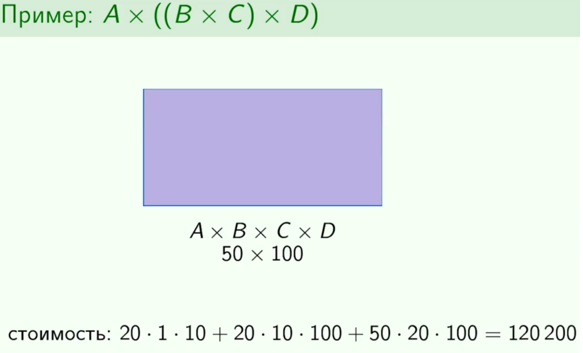 Пример: A × ((B × C) × D)
A × B × C × D
50 × 100
стоимость: 20 · 1 · 10 + 20 · 10 · 100 + 50 · 20 · 100 = 120 200